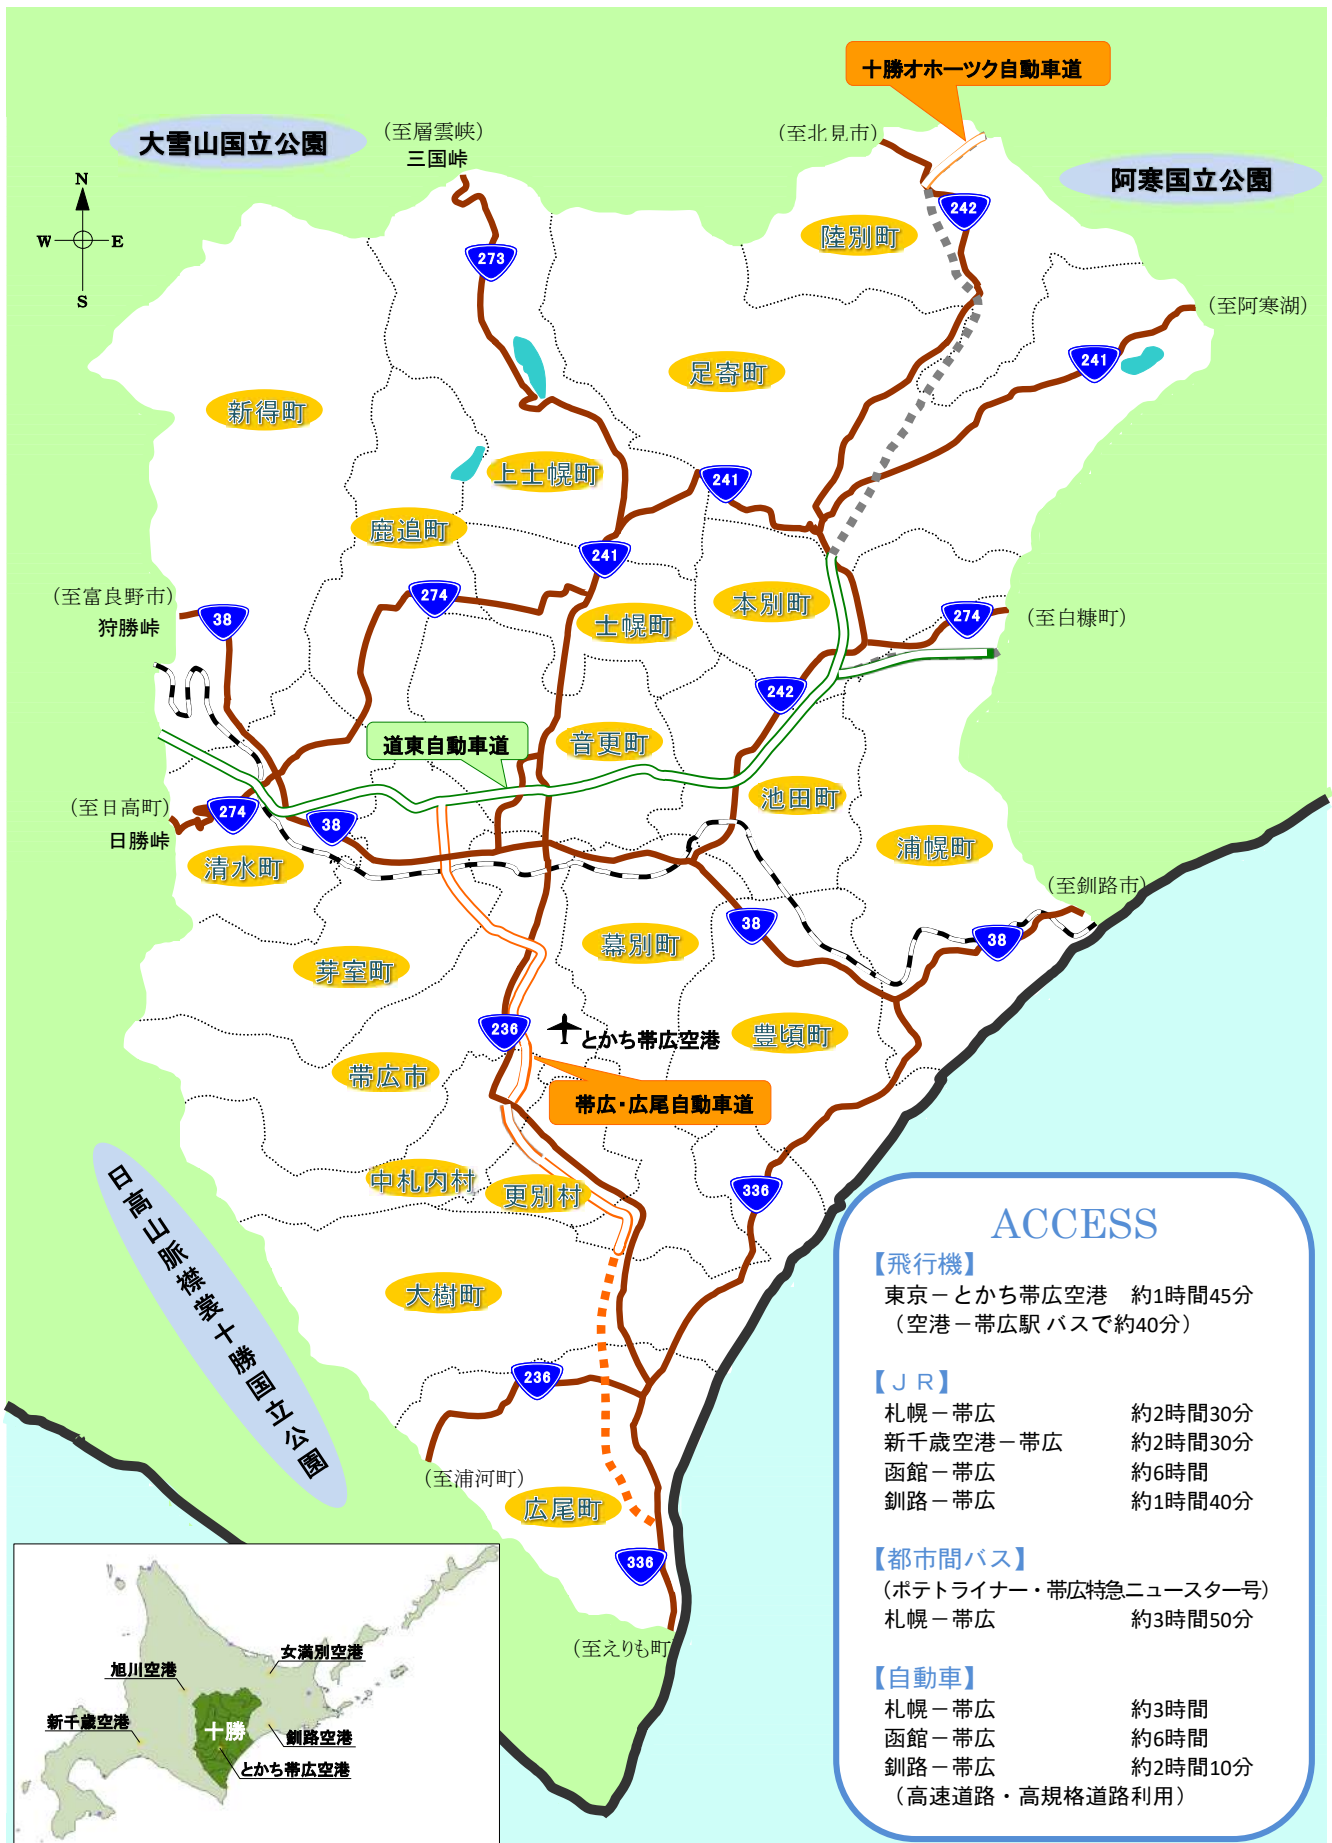 十勝オホーツク自動車道
大雪山国立公園
(至層雲峡)
三国峠
(至北見市)
阿寒国立公園
N
W
E
S
242
陸別町
273
(至阿寒湖)
241
足寄町
新得町
上士幌町
241
鹿追町
241
(至富良野市)
狩勝峠
38
274
士幌町
本別町
274
(至白糠町)
242
道東自動車道
音更町
池田町
(至日高町)
日勝峠
274
38
清水町
浦幌町
(至釧路市)
38
38
幕別町
芽室町
236
とかち帯広空港
豊頃町
帯広市
帯広・広尾自動車道
中札内村
更別村
336
日高山脈襟裳十勝国立公園
大樹町
236
(至浦河町)
広尾町
336
(至えりも町
ACCESS
【飛行機】
東京-とかち帯広空港 約1時間45分
(空港-帯広駅 バスで約40分)
【JR】
札幌-帯広 約2時間30分
新千歳空港-帯広 約2時間30分
函館-帯広 約6時間
釧路-帯広 約1時間40分
【都市間バス】
(ポテトライナー・帯広特急ニュースター号)
札幌-帯広 約3時間50分
【自動車】
札幌-帯広 約3時間
函館-帯広 約6時間
釧路-帯広 約2時間10分
(高速道路・高規格道路利用)
女満別空港
旭川空港
新千歳空港
十勝
釧路空港
とかち帯広空港